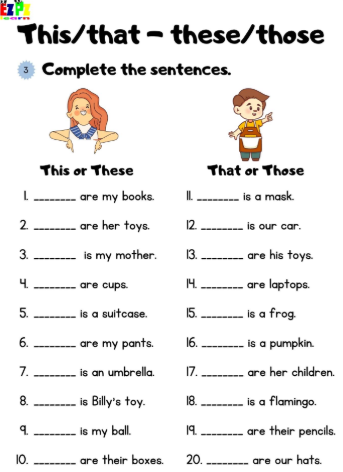 EZPZ
learn
This/that - these/those
3 Complete the sentences.
This or These
1. ________ are my books.
2. ________ are her toys.
3. ________ is my mother.
4. ________ are cups.
5. ________ is a suitcase.
6. ________ are my pants.
7. ________ is an umbrella.
8. ________ is Billy's toy.
9. ________ is my ball.
10. ________ are their boxes.
That or Those
11. ________ is a mask.
12. ________ is our car.
13. ________ are his toys.
14. ________ are laptops.
15. ________ is a frog.
16. ________ is a pumpkin.
17. ________ are her children.
18. ________ is a flamingo.
19. ________ are their pencils.
20. ________ are our hats.